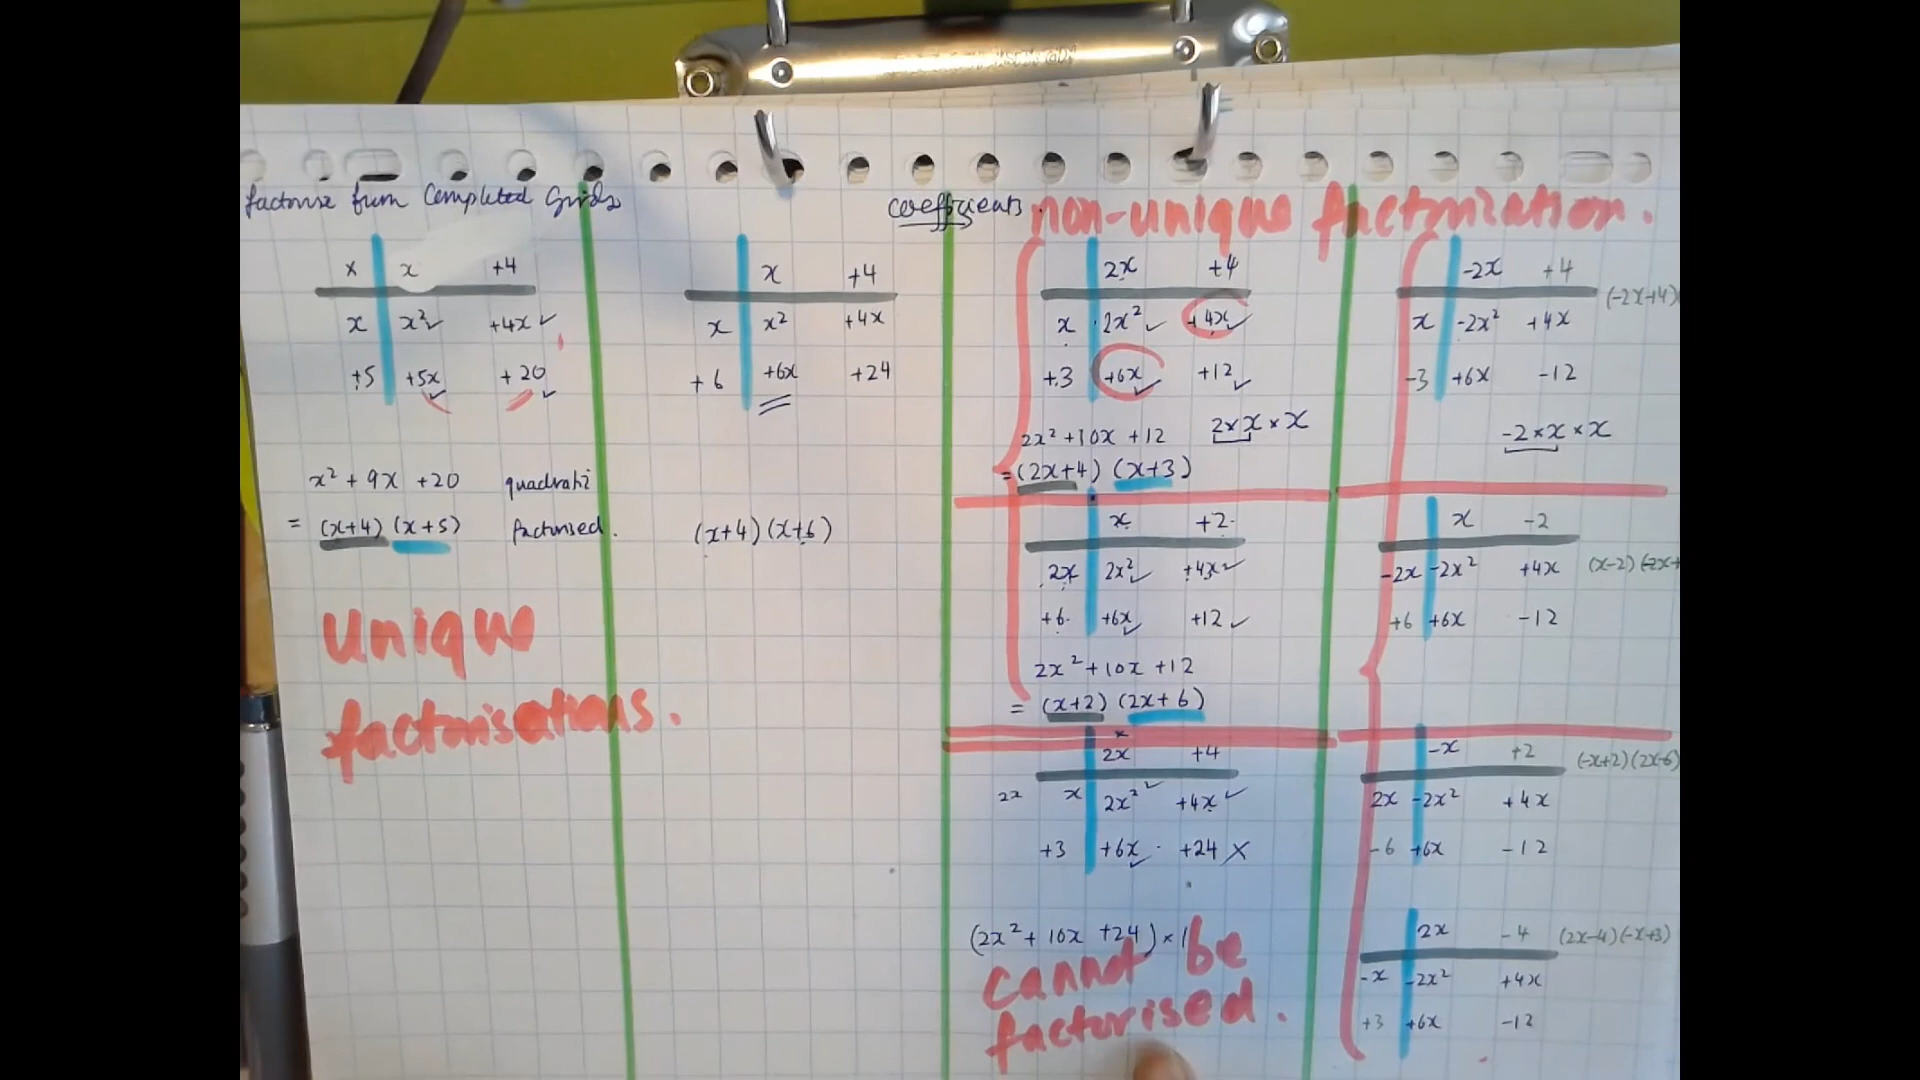 factorise from Completed Grids
× x +4
x x² +4x
+5 +5x +20
x² + 9x +20 quadrati
= (x+4) (x+5) factorised.
unique
factorisations.
x +4
x x² +4x
+6 +6x +24
(x+4)(x+6)
coefficients
non-unique factorization.
2x +4
x 2x² +4x
+3 +6x +12
2x² +10x +12 2×x×x
= (2x+4) (x+3)
x +2
2x 2x² +4x
+6 +6x +12
2x² +10x +12
= (x+2) (2x+6)
×
2x +4
2x x 2x² +4x
+3 +6x +24
(2x² + 10x +24) × 1
cannot be
factorised.
-2x +4 (-2x+4)
x -2x² +4x
-3 +6x -12
-2×x×x
x -2
-2x -2x² +4x (x-2) (-2x+
+6 +6x -12
-x +2 (-x+2)(2x-6)
2x -2x² +4x
-6 +6x -12
2x -4 (2x-4)(-x+3)
-x -2x² +4x
+3 +6x -12